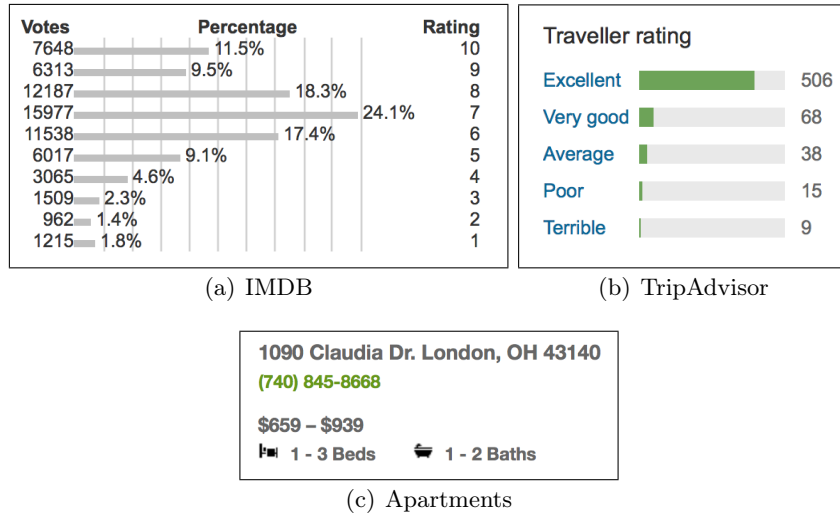 Votes Percentage Rating
7648 11.5% 10
6313 9.5% 9
12187 18.3% 8
15977 24.1% 7
11538 17.4% 6
6017 9.1% 5
3065 4.6% 4
1509 2.3% 3
962 1.4% 2
1215 1.8% 1
(a) IMDB
Traveller rating
Excellent 506
Very good 68
Average 38
Poor 15
Terrible 9
(b) TripAdvisor
1090 Claudia Dr. London, OH 43140
(740) 845-8668
$659 – $939
1 - 3 Beds 1 - 2 Baths
(c) Apartments